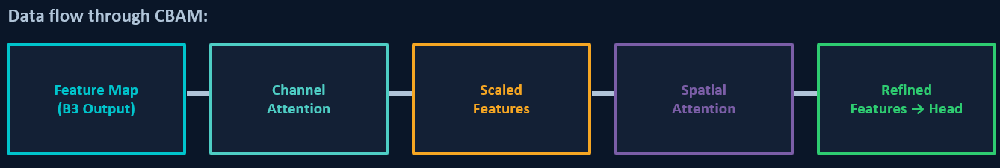 Data flow through CBAM:
Feature Map
(B3 Output)
Channel
Attention
Scaled
Features
Spatial
Attention
Refined
Features → Head